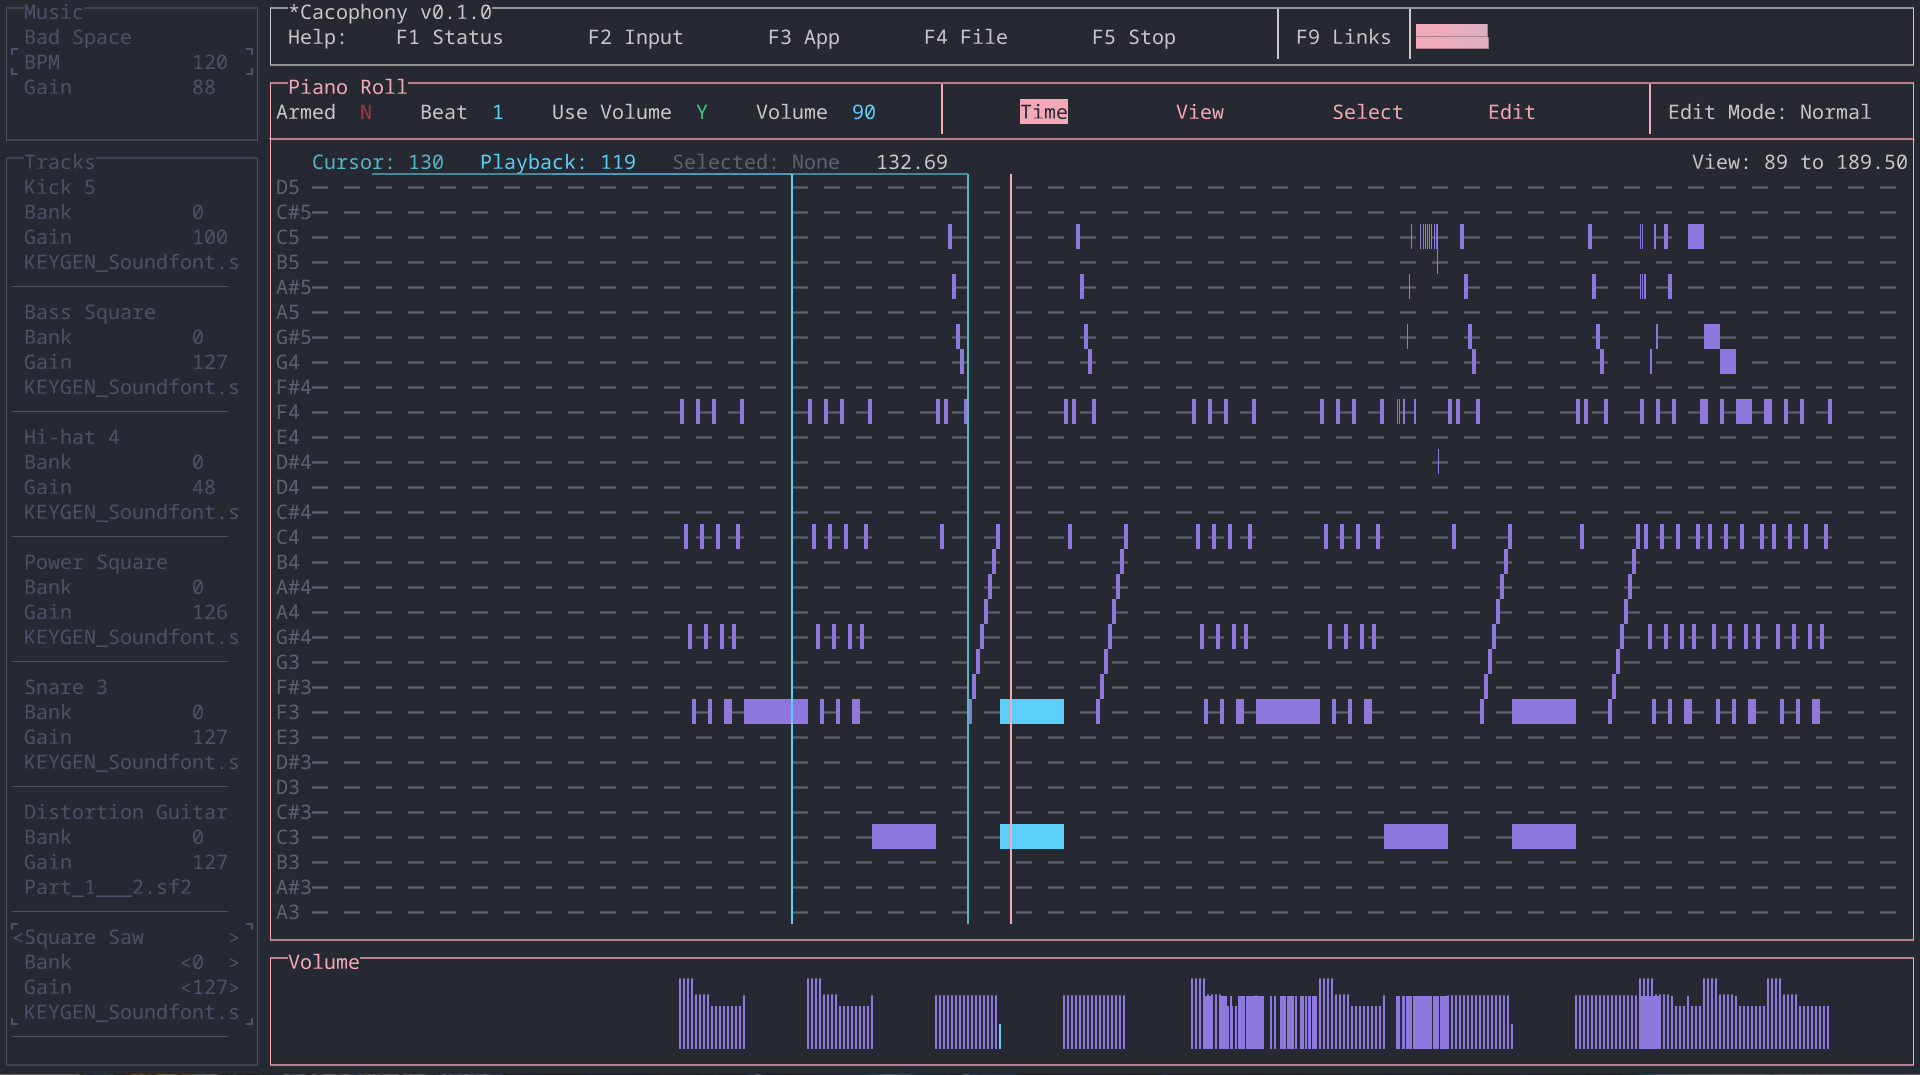 Music
Bad Space
BPM 120
Gain 88
Tracks
Kick 5
Bank 0
Gain 100
KEYGEN_Soundfont.s
Bass Square
Bank 0
Gain 127
KEYGEN_Soundfont.s
Hi-hat 4
Bank 0
Gain 48
KEYGEN_Soundfont.s
Power Square
Bank 0
Gain 126
KEYGEN_Soundfont.s
Snare 3
Bank 0
Gain 127
KEYGEN_Soundfont.s
Distortion Guitar
Bank 0
Gain 127
Part_1___2.sf2
<Square Saw >
Bank <0 >
Gain <127>
KEYGEN_Soundfont.s
*Cacophony v0.1.0
Help: F1 Status F2 Input F3 App F4 File F5 Stop F9 Links
Piano Roll
Armed N Beat 1 Use Volume Y Volume 90 Time View Select Edit Edit Mode: Normal
Cursor: 130 Playback: 119 Selected: None 132.69 View: 89 to 189.50
D5
C#5
C5
B5
A#5
A5
G#5
G4
F#4
F4
E4
D#4
D4
C#4
C4
B4
A#4
A4
G#4
G3
F#3
F3
E3
D#3
D3
C#3
C3
B3
A#3
A3
Volume